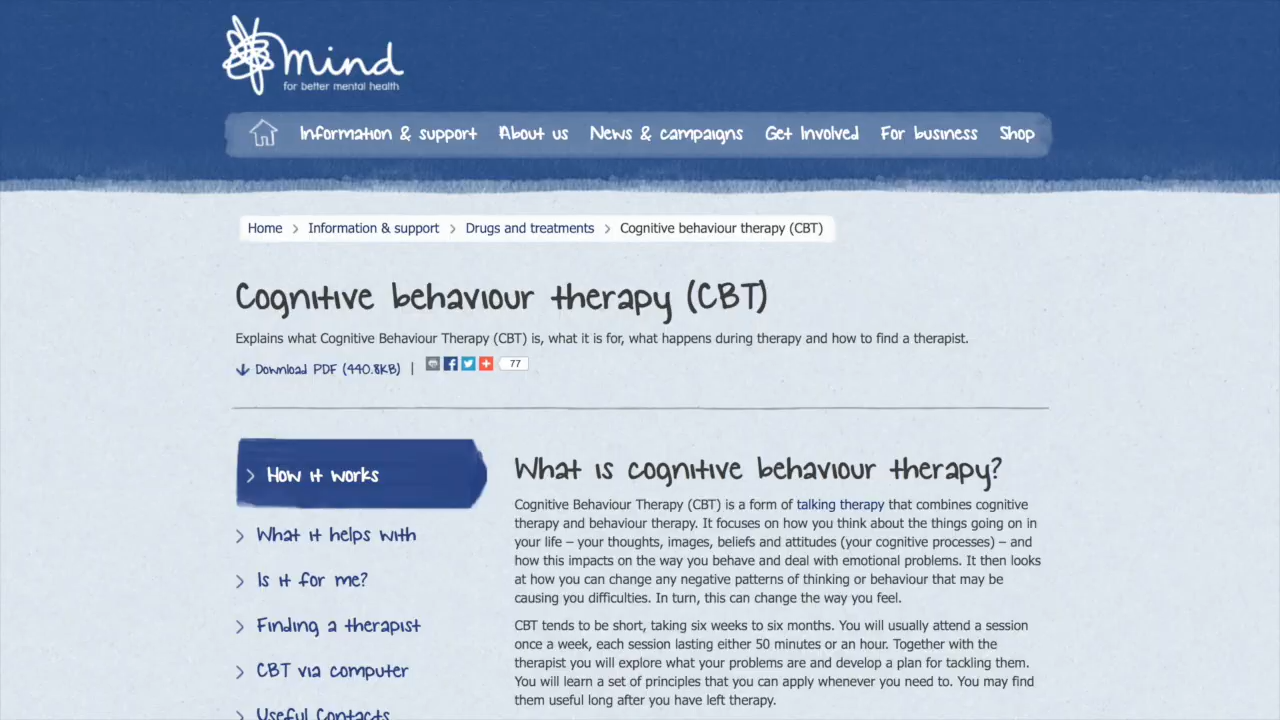 mind
for better mental health
Information & support About us News & campaigns Get Involved For business Shop
Home > Information & support > Drugs and treatments > Cognitive behaviour therapy (CBT)
Cognitive behaviour therapy (CBT)
Explains what Cognitive Behaviour Therapy (CBT) is, what it is for, what happens during therapy and how to find a therapist.
Download PDF (440.8KB) | 77
> How it works
> What it helps with
> Is it for me?
> Finding a therapist
> CBT via computer
Useful Contacts
What is cognitive behaviour therapy?
Cognitive Behaviour Therapy (CBT) is a form of talking therapy that combines cognitive
therapy and behaviour therapy. It focuses on how you think about the things going on in
your life – your thoughts, images, beliefs and attitudes (your cognitive processes) – and
how this impacts on the way you behave and deal with emotional problems. It then looks
at how you can change any negative patterns of thinking or behaviour that may be
causing you difficulties. In turn, this can change the way you feel.
CBT tends to be short, taking six weeks to six months. You will usually attend a session
once a week, each session lasting either 50 minutes or an hour. Together with the
therapist you will explore what your problems are and develop a plan for tackling them.
You will learn a set of principles that you can apply whenever you need to. You may find
them useful long after you have left therapy.